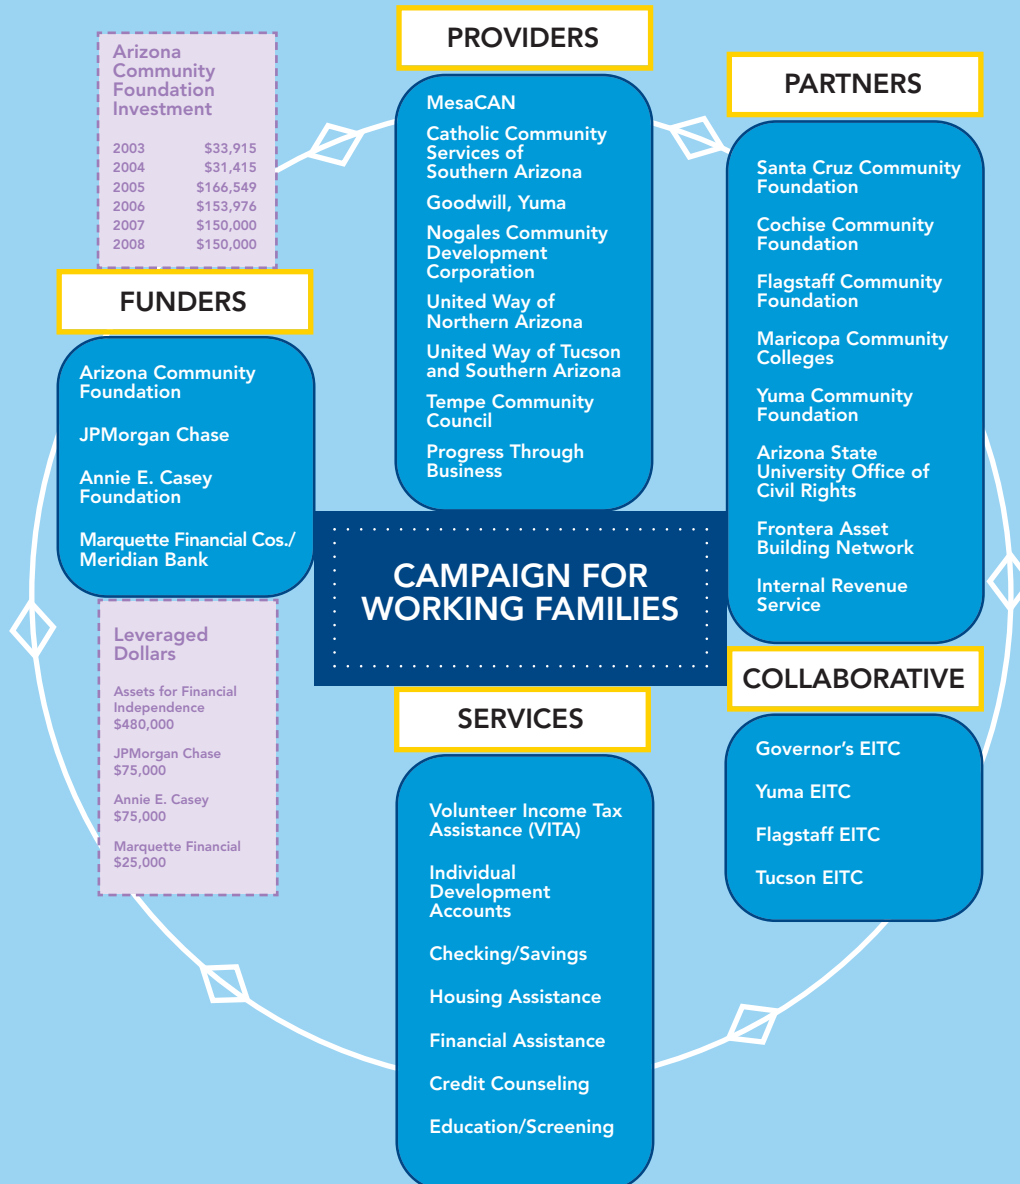 Arizona
Community
Foundation
Investment
2003 $33,915
2004 $31,415
2005 $166,549
2006 $153,976
2007 $150,000
2008 $150,000
FUNDERS
Arizona Community
Foundation
JPMorgan Chase
Annie E. Casey
Foundation
Marquette Financial Cos./
Meridian Bank
Leveraged
Dollars
Assets for Financial
Independence
$480,000
JPMorgan Chase
$75,000
Annie E. Casey
$75,000
Marquette Financial
$25,000
PROVIDERS
MesaCAN
Catholic Community
Services of
Southern Arizona
Goodwill, Yuma
Nogales Community
Development
Corporation
United Way of
Northern Arizona
United Way of Tucson
and Southern Arizona
Tempe Community
Council
Progress Through
Business
CAMPAIGN FOR
WORKING FAMILIES
SERVICES
Volunteer Income Tax
Assistance (VITA)
Individual
Development
Accounts
Checking/Savings
Housing Assistance
Financial Assistance
Credit Counseling
Education/Screening
PARTNERS
Santa Cruz Community
Foundation
Cochise Community
Foundation
Flagstaff Community
Foundation
Maricopa Community
Colleges
Yuma Community
Foundation
Arizona State
University Office of
Civil Rights
Frontera Asset
Building Network
Internal Revenue
Service
COLLABORATIVE
Governor's EITC
Yuma EITC
Flagstaff EITC
Tucson EITC